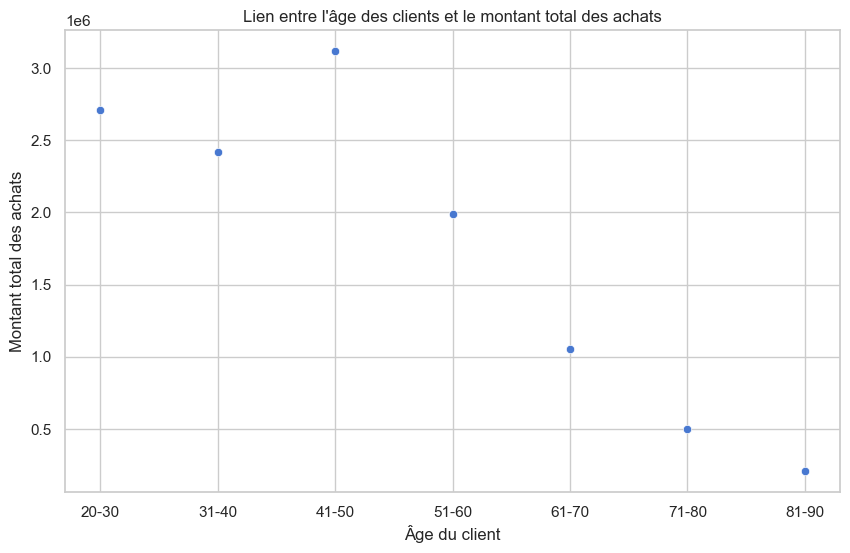 Lien entre l'âge des clients et le montant total des achats
1e6
3.0
2.5
2.0
1.5
1.0
0.5
Montant total des achats
20-30 31-40 41-50 51-60 61-70 71-80 81-90
Âge du client